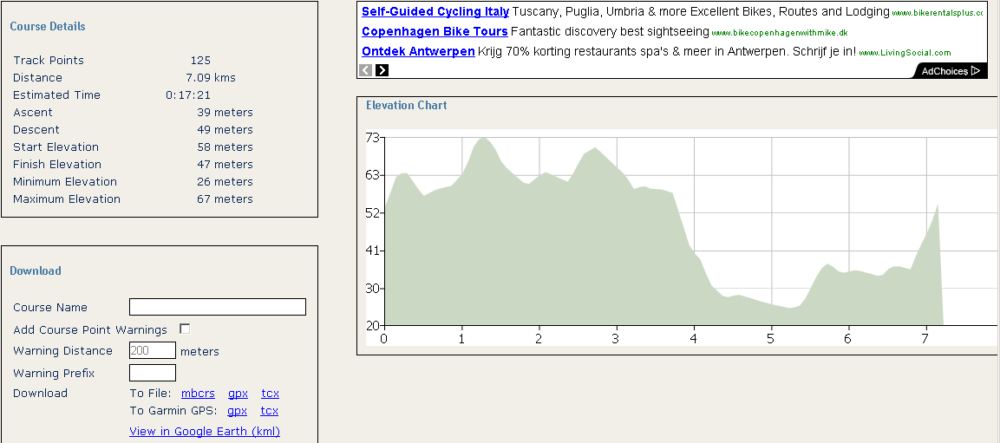 Course Details
Track Points 125
Distance 7.09 kms
Estimated Time 0:17:21
Ascent 39 meters
Descent 49 meters
Start Elevation 58 meters
Finish Elevation 47 meters
Minimum Elevation 26 meters
Maximum Elevation 67 meters
Download
Course Name
Add Course Point Warnings
Warning Distance 200 meters
Warning Prefix
Download To File: mbcrs gpx tcx
To Garmin GPS: gpx tcx
View in Google Earth (kml)
Self-Guided Cycling Italy Tuscany, Puglia, Umbria & more Excellent Bikes, Routes and Lodging www.bikerentalsplus.cc
Copenhagen Bike Tours Fantastic discovery best sightseeing www.bikecopenhagenwithmike.dk
Ontdek Antwerpen Krijg 70% korting restaurants spa's & meer in Antwerpen. Schrijf je in! www.LivingSocial.com
AdChoices
Elevation Chart
73
63
52
41
30
20
0 1 2 3 4 5 6 7